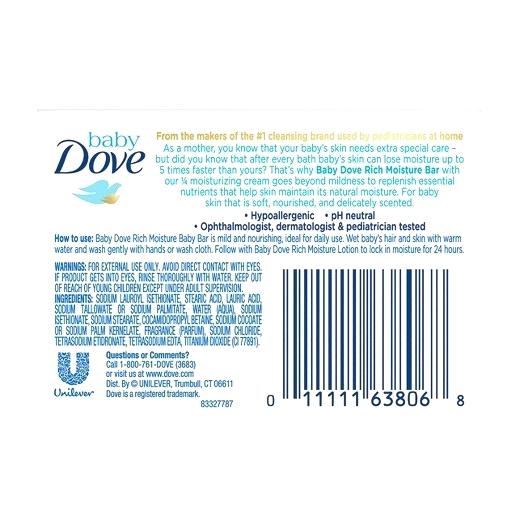 baby
Dove
From the makers of the #1 cleansing brand used by pediatricians at home
As a mother, you know that your baby's skin needs extra special care –
but did you know that after every bath baby's skin can lose moisture up to
5 times faster than yours? That's why Baby Dove Rich Moisture Bar with
our ¼ moisturizing cream goes beyond mildness to replenish essential
nutrients that help skin maintain its natural moisture. For baby
skin that is soft, nourished, and delicately scented.
• Hypoallergenic • pH neutral
• Ophthalmologist, dermatologist & pediatrician tested
How to use: Baby Dove Rich Moisture Baby Bar is mild and nourishing, ideal for daily use. Wet baby's hair and skin with warm
water and wash gently with hands or wash cloth. Follow with Baby Dove Rich Moisture Lotion to lock in moisture for 24 hours.
WARNINGS: FOR EXTERNAL USE ONLY. AVOID DIRECT CONTACT WITH EYES.
IF PRODUCT GETS INTO EYES, RINSE THOROUGHLY WITH WATER. KEEP OUT
OF REACH OF YOUNG CHILDREN EXCEPT UNDER ADULT SUPERVISION.
INGREDIENTS: SODIUM LAUROYL ISETHIONATE, STEARIC ACID, LAURIC ACID,
SODIUM TALLOWATE OR SODIUM PALMITATE, WATER (AQUA), SODIUM
ISETHIONATE, SODIUM STEARATE, COCAMIDOPROPYL BETAINE, SODIUM COCOATE
OR SODIUM PALM KERNELATE, FRAGRANCE (PARFUM), SODIUM CHLORIDE,
TETRASODIUM ETIDRONATE, TETRASODIUM EDTA, TITANIUM DIOXIDE (CI 77891).
Unilever
Questions or Comments?
Call 1-800-761-DOVE (3683)
or visit us at www.dove.com
Dist. By © UNILEVER, Trumbull, CT 06611
Dove is a registered trademark.
83327787
0 11111 63806 8